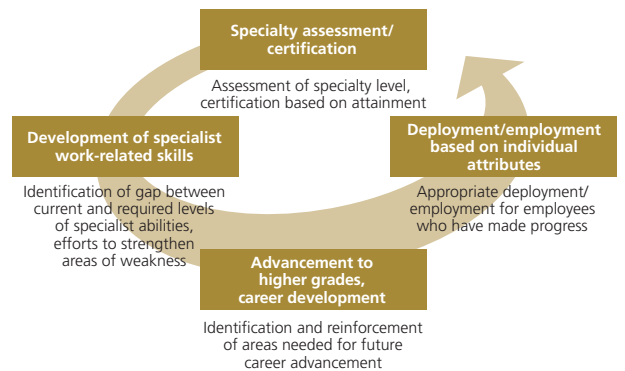 Specialty assessment/
certification
Assessment of specialty level,
certification based on attainment
Development of specialist
work-related skills
Identification of gap between
current and required levels
of specialist abilities,
efforts to strengthen
areas of weakness
Advancement to
higher grades,
career development
Identification and reinforcement
of areas needed for future
career advancement
Deployment/employment
based on individual
attributes
Appropriate deployment/
employment for employees
who have made progress